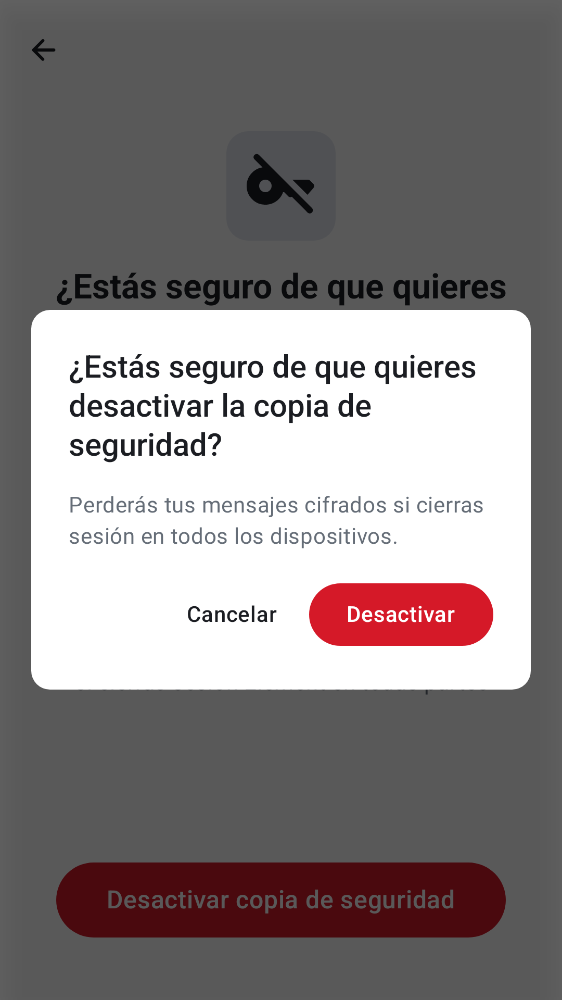 ¿Estás seguro de que quieres
¿Estás seguro de que quieres
desactivar la copia de
seguridad?
Perderás tus mensajes cifrados si cierras
sesión en todos los dispositivos.
Cancelar
Desactivar
Desactivar copia de seguridad